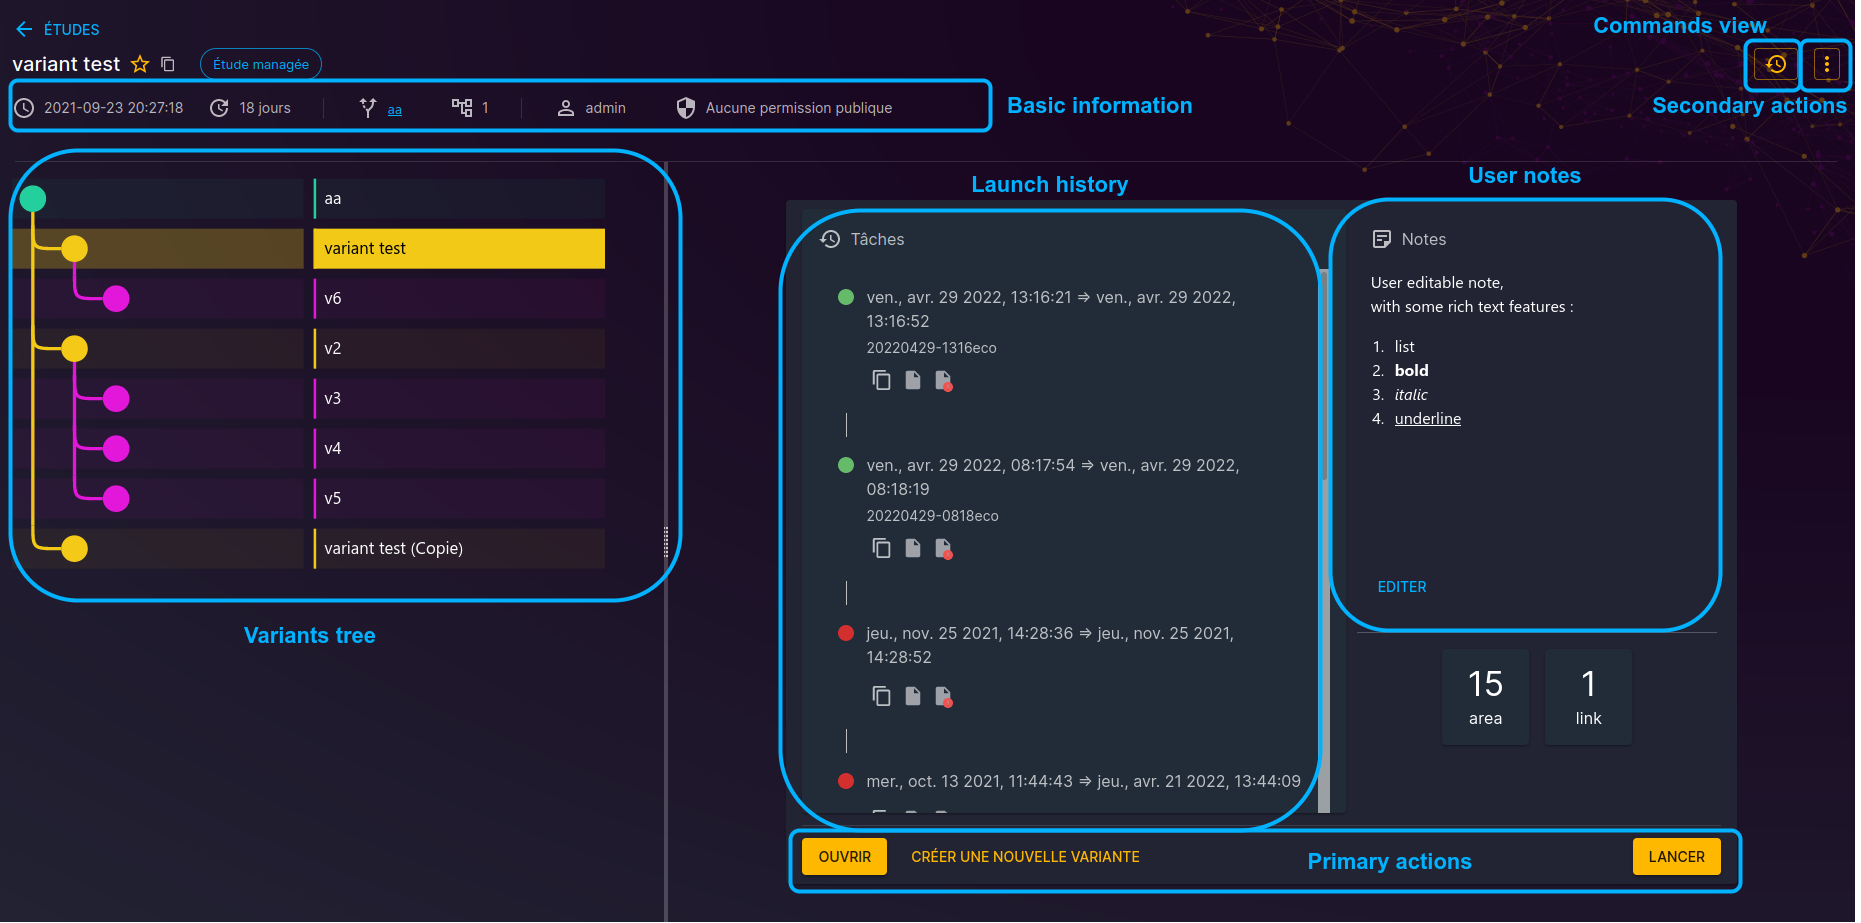 ÉTUDES
Commands view
variant test
Étude managée
2021-09-23 20:27:18
18 jours
aa
1
admin
Aucune permission publique
Basic information
Secondary actions
aa
variant test
v6
v2
v3
v4
v5
variant test (Copie)
Variants tree
Launch history
Tâches
ven., avr. 29 2022, 13:16:21 => ven., avr. 29 2022,
13:16:52
20220429-1316eco
ven., avr. 29 2022, 08:17:54 => ven., avr. 29 2022,
08:18:19
20220429-0818eco
jeu., nov. 25 2021, 14:28:36 => jeu., nov. 25 2021,
14:28:52
mer., oct. 13 2021, 11:44:43 => jeu., avr. 21 2022, 13:44:09
User notes
Notes
User editable note,
with some rich text features :
1. list
2. bold
3. italic
4. underline
EDITER
15
area
1
link
OUVRIR
CRÉER UNE NOUVELLE VARIANTE
Primary actions
LANCER